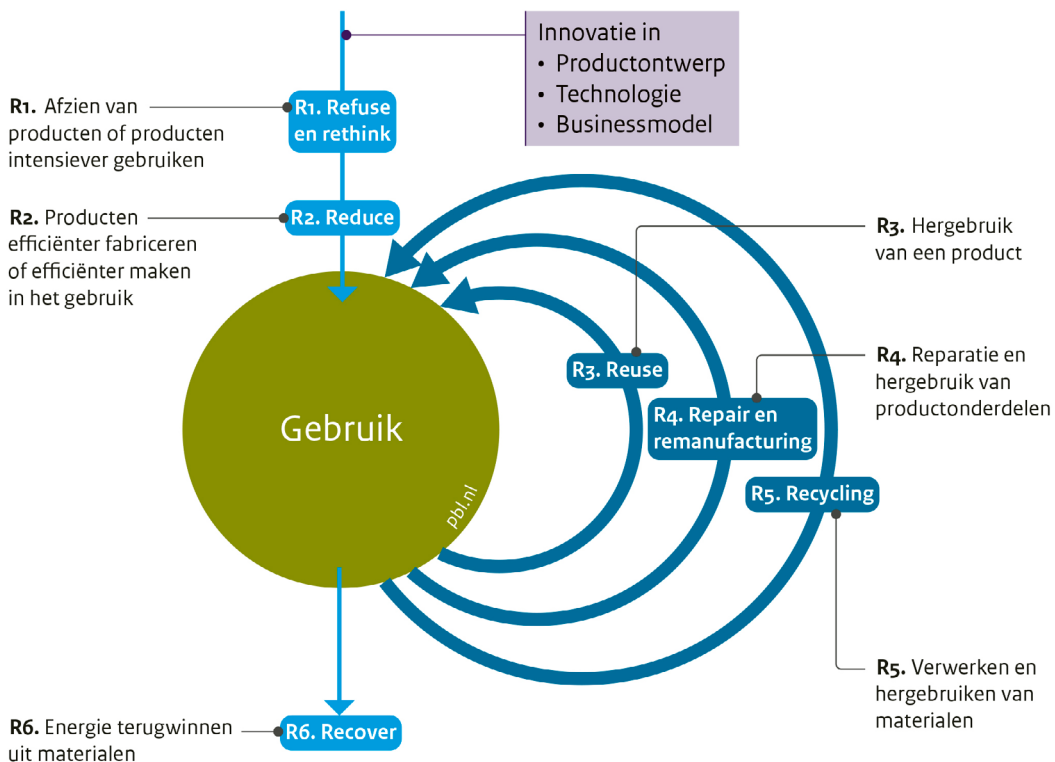 Innovatie in
• Productontwerp
• Technologie
• Businessmodel
R1. Afzien van
producten of producten
intensiever gebruiken
R1. Refuse
en rethink
R2. Producten
efficiënter fabriceren
of efficiënter maken
in het gebruik
R2. Reduce
R3. Hergebruik
van een product
R3. Reuse
R4. Reparatie en
hergebruik van
productonderdelen
R4. Repair en
remanufacturing
Gebruik
pbl.nl
R5. Recycling
R5. Verwerken en
hergebruiken van
materialen
R6. Energie terugwinnen
uit materialen
R6. Recover